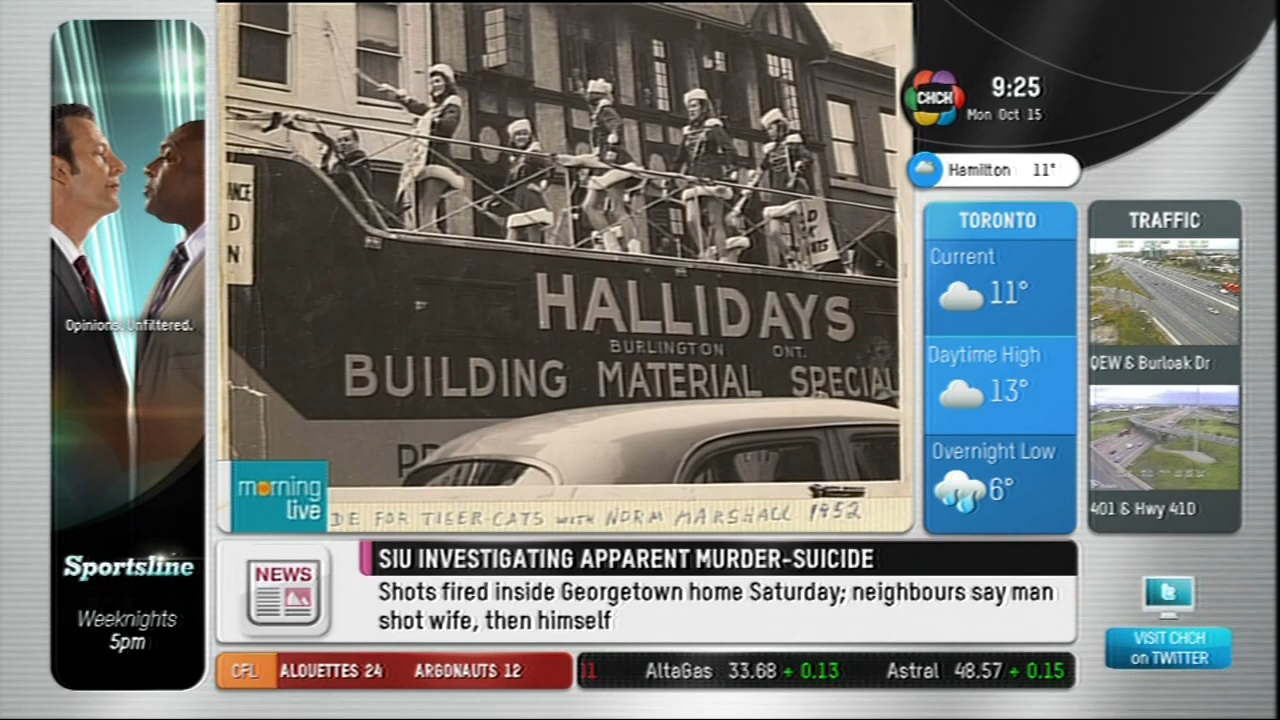 Opinions. Unfiltered.
Sportsline
Weeknights
5pm
ANCE
D
N
D
HALLIDAYS
BURLINGTON ONT.
BUILDING MATERIAL SPECIAL
morning
live
DE FOR TIGER-CATS WITH NORM MARSHALL 1952
CHCH
9:25
Mon Oct 15
Hamilton 11°
TORONTO
Current
11°
Daytime High
13°
Overnight Low
6°
TRAFFIC
QEW & Burloak Dr
401 & Hwy 410
NEWS
SIU INVESTIGATING APPARENT MURDER-SUICIDE
Shots fired inside Georgetown home Saturday; neighbours say man
shot wife, then himself
CFL ALOUETTES 24 ARGONAUTS 12
AltaGas 33.68 + 0.13 Astral 48.57 + 0.15
VISIT CHCH
on TWITTER